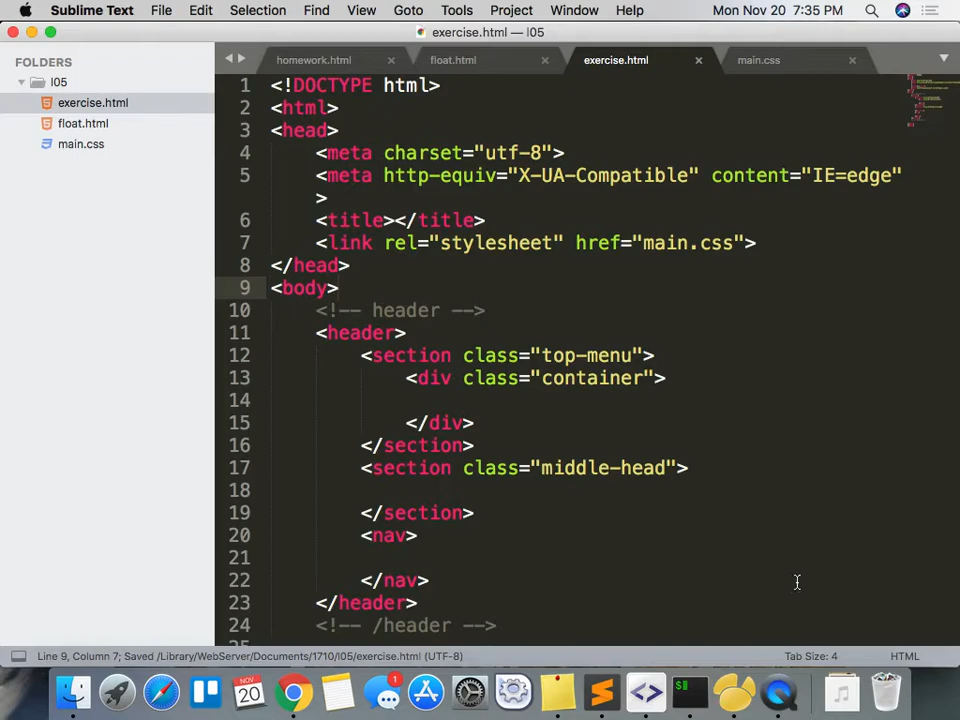 Sublime Text File Edit Selection Find View Goto Tools Project Window Help Mon Nov 20 7:35 PM
exercise.html — l05
FOLDERS
l05
exercise.html
float.html
main.css
homework.html × float.html × exercise.html × main.css ×
1 <!DOCTYPE html>
2 <html>
3 <head>
4 <meta charset="utf-8">
5 <meta http-equiv="X-UA-Compatible" content="IE=edge"
>
6 <title></title>
7 <link rel="stylesheet" href="main.css">
8 </head>
9 <body>
10 <!-- header -->
11 <header>
12 <section class="top-menu">
13 <div class="container">
14
15 </div>
16 </section>
17 <section class="middle-head">
18
19 </section>
20 <nav>
21
22 </nav>
23 </header>
24 <!-- /header -->
Line 9, Column 7; Saved /Library/WebServer/Documents/1710/l05/exercise.html (UTF-8) Tab Size: 4 HTML
NOV
20
1
$